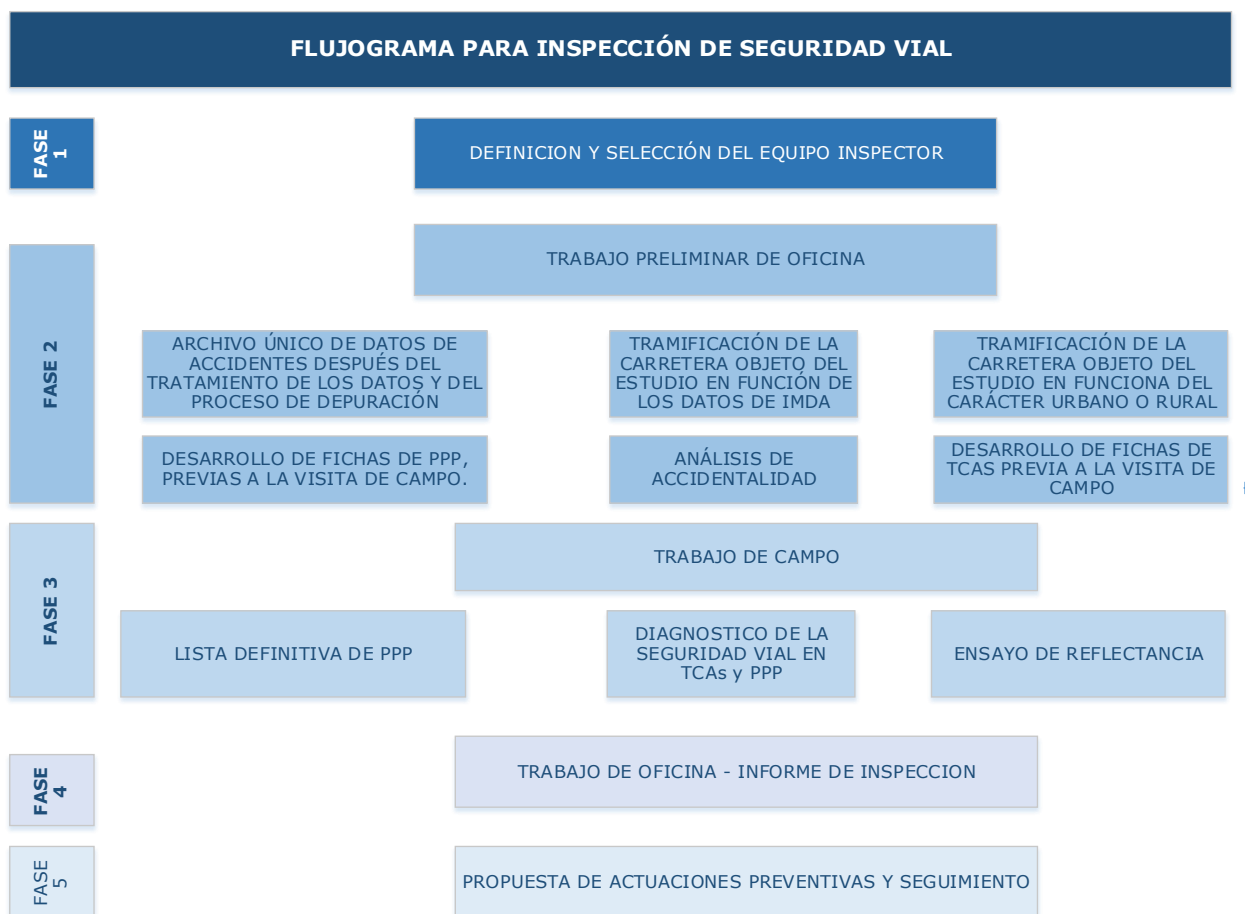 FLUJOGRAMA PARA INSPECCIÓN DE SEGURIDAD VIAL
FASE
1
DEFINICION Y SELECCIÓN DEL EQUIPO INSPECTOR
FASE 2
TRABAJO PRELIMINAR DE OFICINA
ARCHIVO ÚNICO DE DATOS DE
ACCIDENTES DESPUÉS DEL
TRATAMIENTO DE LOS DATOS Y DEL
PROCESO DE DEPURACIÓN
TRAMIFICACIÓN DE LA
CARRETERA OBJETO DEL
ESTUDIO EN FUNCIÓN DE
LOS DATOS DE IMDA
TRAMIFICACIÓN DE LA
CARRETERA OBJETO DEL
ESTUDIO EN FUNCIONA DEL
CARÁCTER URBANO O RURAL
DESARROLLO DE FICHAS DE PPP,
PREVIAS A LA VISITA DE CAMPO.
ANÁLISIS DE
ACCIDENTALIDAD
DESARROLLO DE FICHAS DE
TCAS PREVIA A LA VISITA DE
CAMPO
FASE 3
TRABAJO DE CAMPO
LISTA DEFINITIVA DE PPP
DIAGNOSTICO DE LA
SEGURIDAD VIAL EN
TCAs y PPP
ENSAYO DE REFLECTANCIA
FASE
4
TRABAJO DE OFICINA - INFORME DE INSPECCION
FASE
5
PROPUESTA DE ACTUACIONES PREVENTIVAS Y SEGUIMIENTO